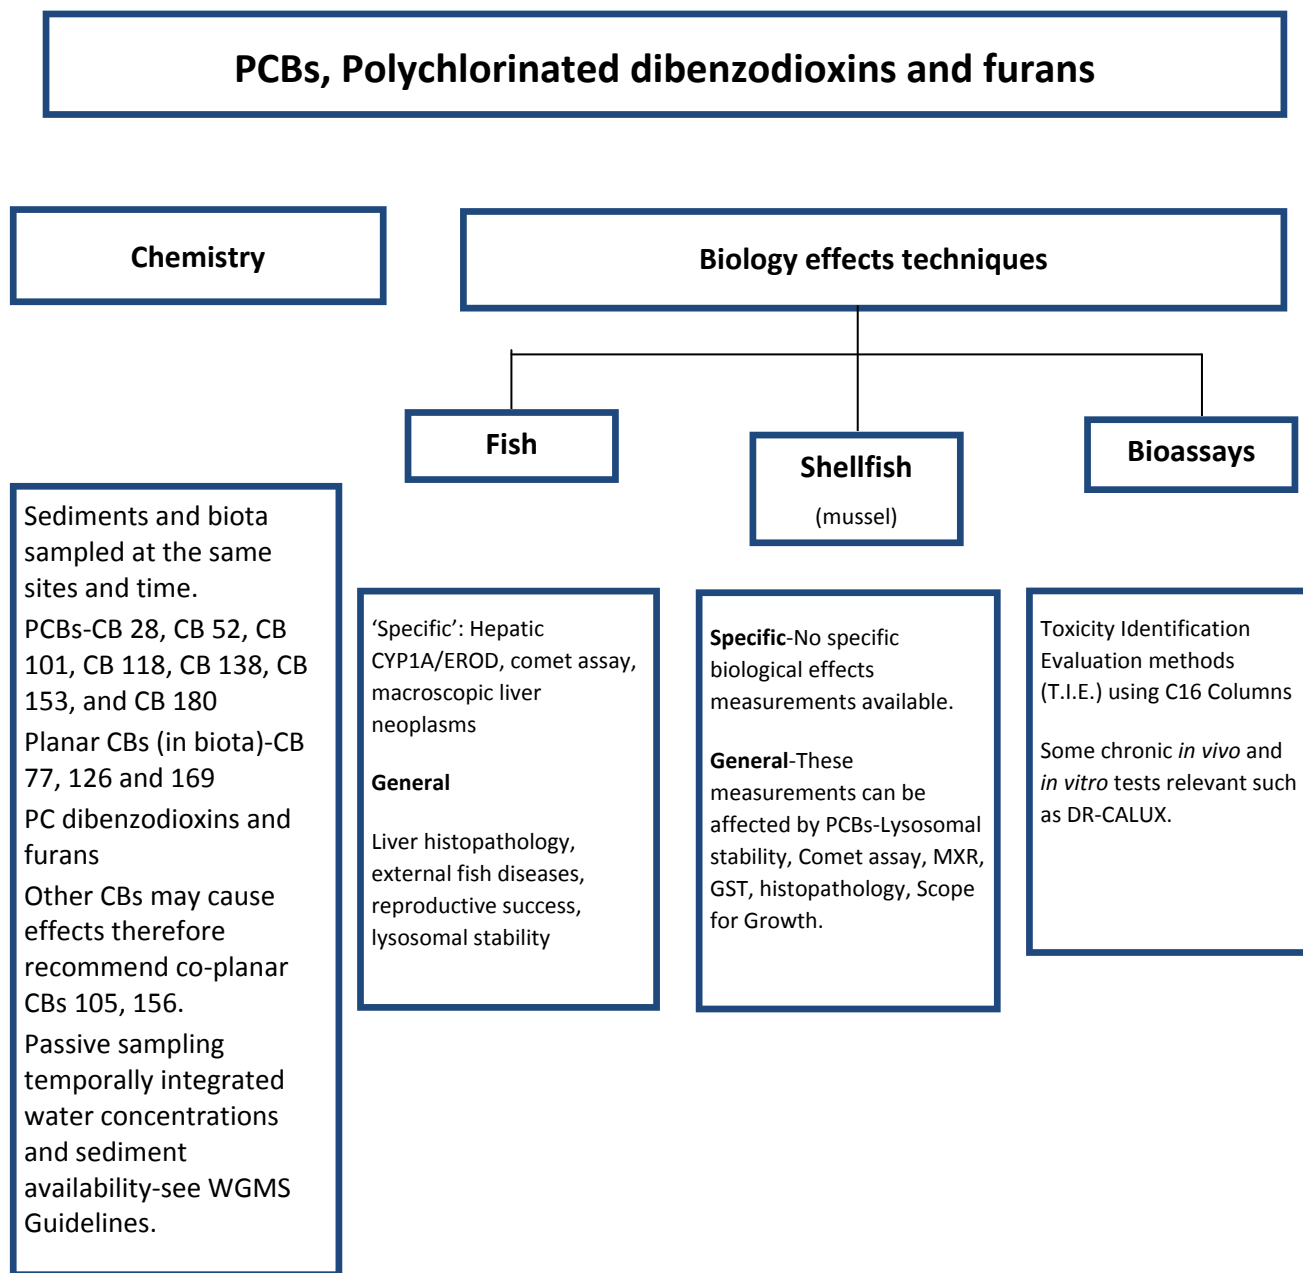 PCBs, Polychlorinated dibenzodioxins and furans
Chemistry
Biology effects techniques
Fish
Shellfish
(mussel)
Bioassays
Sediments and biota
sampled at the same
sites and time.
PCBs-CB 28, CB 52, CB
101, CB 118, CB 138, CB
153, and CB 180
Planar CBs (in biota)-CB
77, 126 and 169
PC dibenzodioxins and
furans
Other CBs may cause
effects therefore
recommend co-planar
CBs 105, 156.
Passive sampling
temporally integrated
water concentrations
and sediment
availability-see WGMS
Guidelines.
‘Specific’: Hepatic
CYP1A/EROD, comet assay,
macroscopic liver
neoplasms
General
Liver histopathology,
external fish diseases,
reproductive success,
lysosomal stability
Specific-No specific
biological effects
measurements available.
General-These
measurements can be
affected by PCBs-Lysosomal
stability, Comet assay, MXR,
GST, histopathology, Scope
for Growth.
Toxicity Identification
Evaluation methods
(T.I.E.) using C16 Columns
Some chronic in vivo and
in vitro tests relevant such
as DR-CALUX.